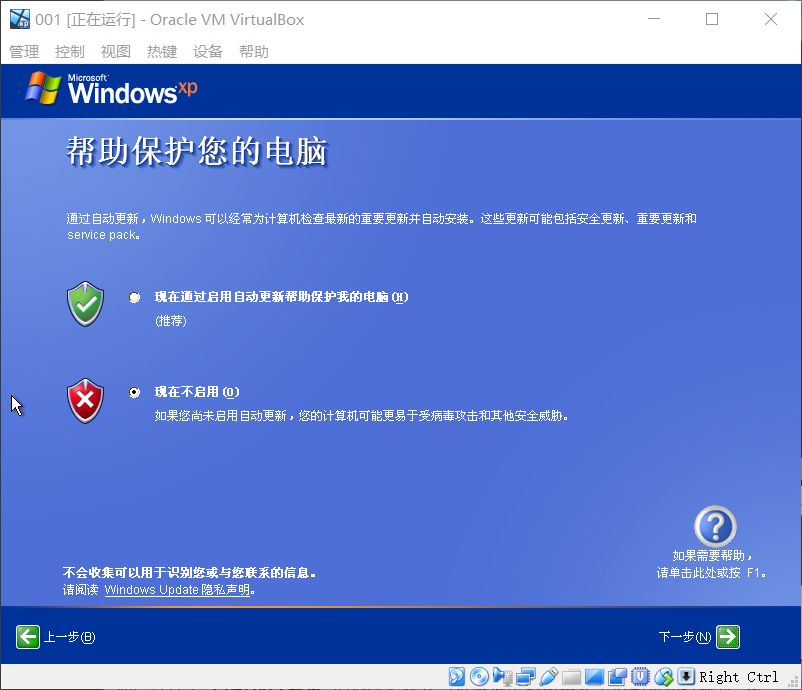 001 [正在运行] - Oracle VM VirtualBox
管理 控制 视图 热键 设备 帮助
Microsoft®
Windows xp
帮助保护您的电脑
通过自动更新，Windows 可以经常为计算机检查最新的重要更新并自动安装。这些更新可能包括安全更新、重要更新和
service pack。
现在通过启用自动更新帮助保护我的电脑(H)
(推荐)
现在不启用(O)
如果您尚未启用自动更新，您的计算机可能更易于受病毒攻击和其他安全威胁。
如果需要帮助，
请单击此处或按 F1。
不会收集可以用于识别您或与您联系的信息。
请阅读 Windows Update 隐私声明。
上一步(B)
下一步(N)
Right Ctrl